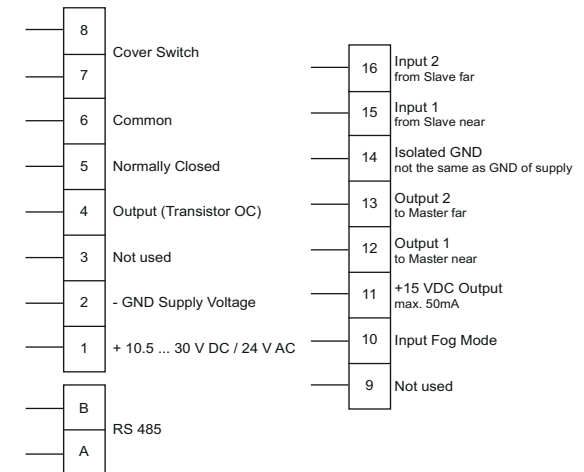 8
Cover Switch
7
6 Common
5 Normally Closed
4 Output (Transistor OC)
3 Not used
2 - GND Supply Voltage
1 + 10.5 ... 30 V DC / 24 V AC
B
RS 485
A
16 Input 2
from Slave far
15 Input 1
from Slave near
14 Isolated GND
not the same as GND of supply
13 Output 2
to Master far
12 Output 1
to Master near
11 +15 VDC Output
max. 50mA
10 Input Fog Mode
9 Not used